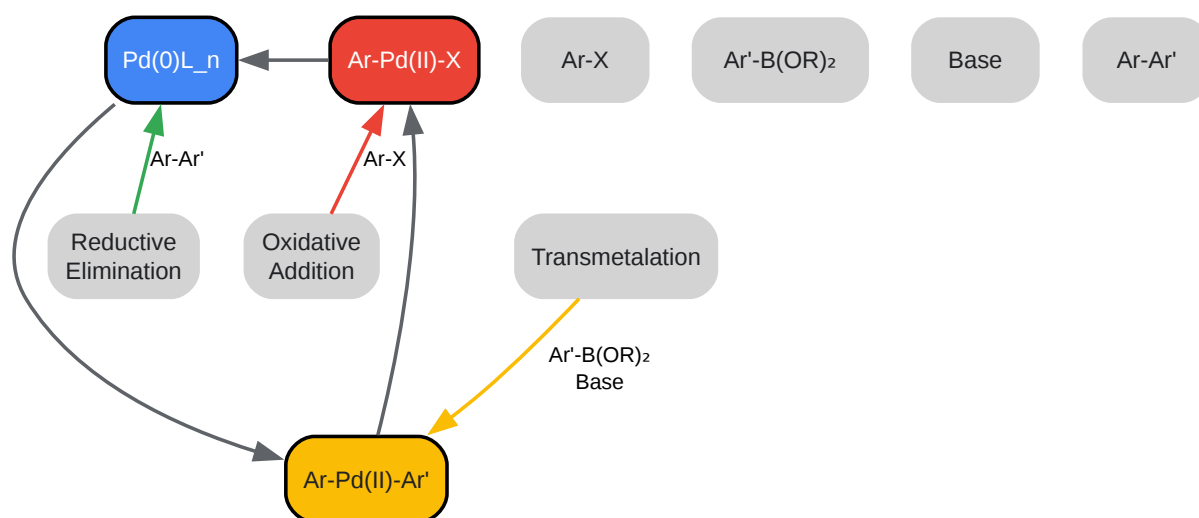 Pd(0)L_n
Ar-Pd(II)-X
Ar-X
Ar'-B(OR)₂
Base
Ar-Ar'
Ar-Ar'
Ar-X
Reductive
Elimination
Oxidative
Addition
Transmetalation
Ar'-B(OR)₂
Base
Ar-Pd(II)-Ar'